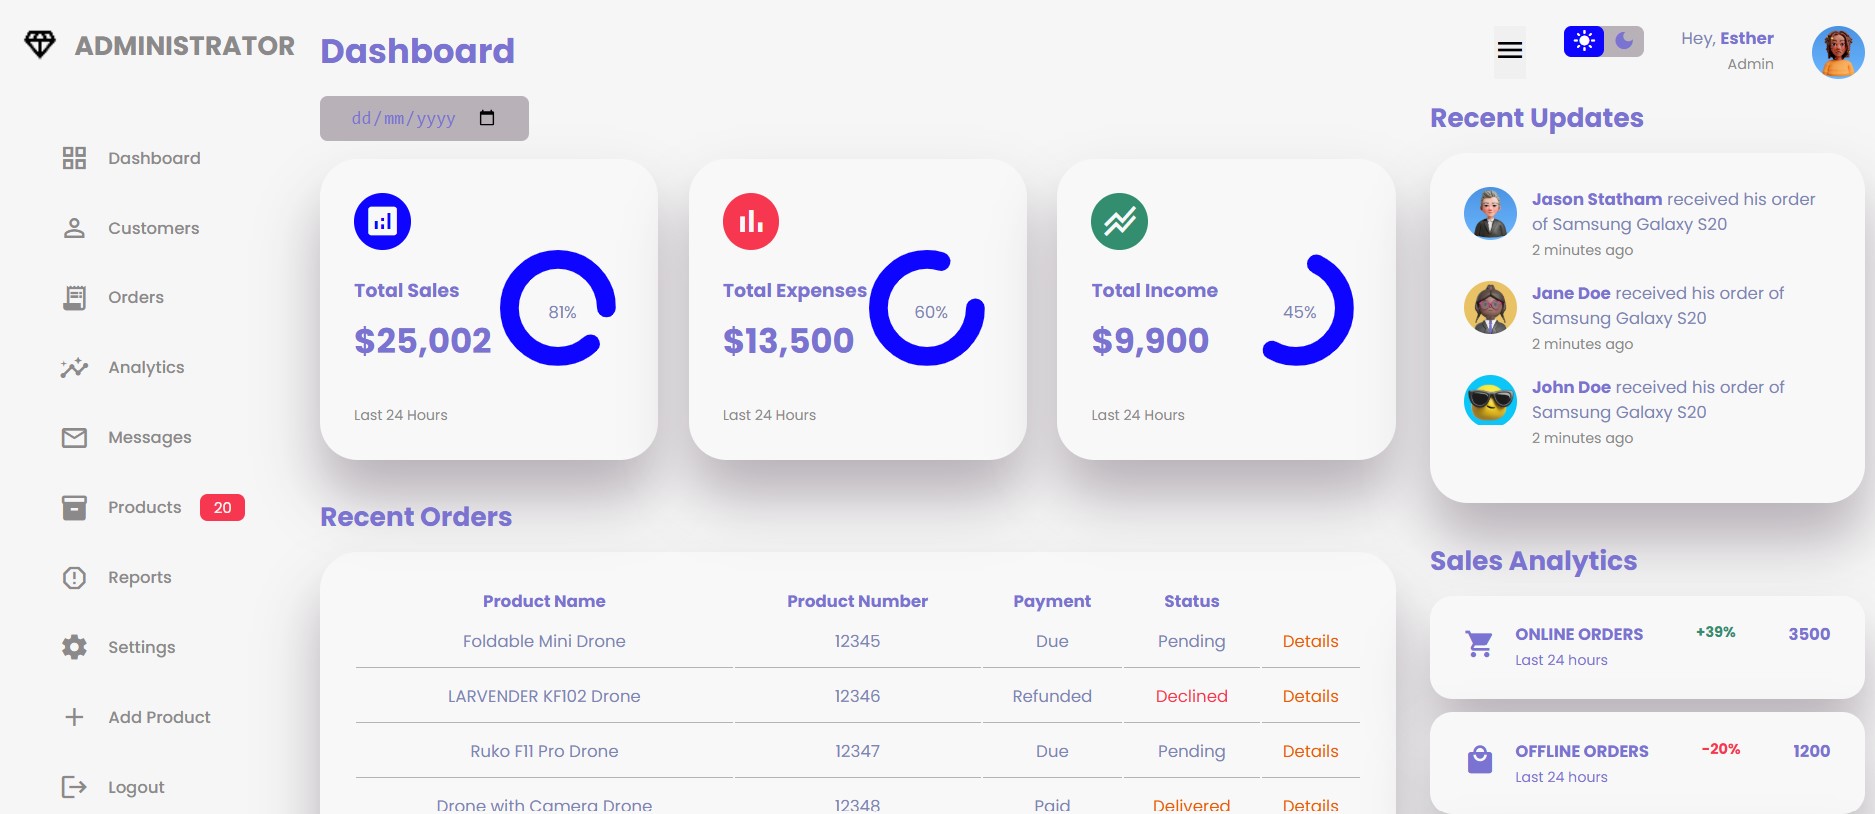 ADMINISTRATOR
Dashboard
Customers
Orders
Analytics
Messages
Products 20
Reports
Settings
Add Product
Logout
Dashboard
dd/mm/yyyy
Total Sales
$25,002
81%
Last 24 Hours
Total Expenses
$13,500
60%
Last 24 Hours
Total Income
$9,900
45%
Last 24 Hours
Recent Orders
Product Name Product Number Payment Status
Foldable Mini Drone 12345 Due Pending Details
LARVENDER KF102 Drone 12346 Refunded Declined Details
Ruko F11 Pro Drone 12347 Due Pending Details
Drone with Camera Drone 12348 Paid Delivered Details
Hey, Esther
Admin
Recent Updates
Jason Statham received his order
of Samsung Galaxy S20
2 minutes ago
Jane Doe received his order of
Samsung Galaxy S20
2 minutes ago
John Doe received his order of
Samsung Galaxy S20
2 minutes ago
Sales Analytics
ONLINE ORDERS +39% 3500
Last 24 hours
OFFLINE ORDERS -20% 1200
Last 24 hours